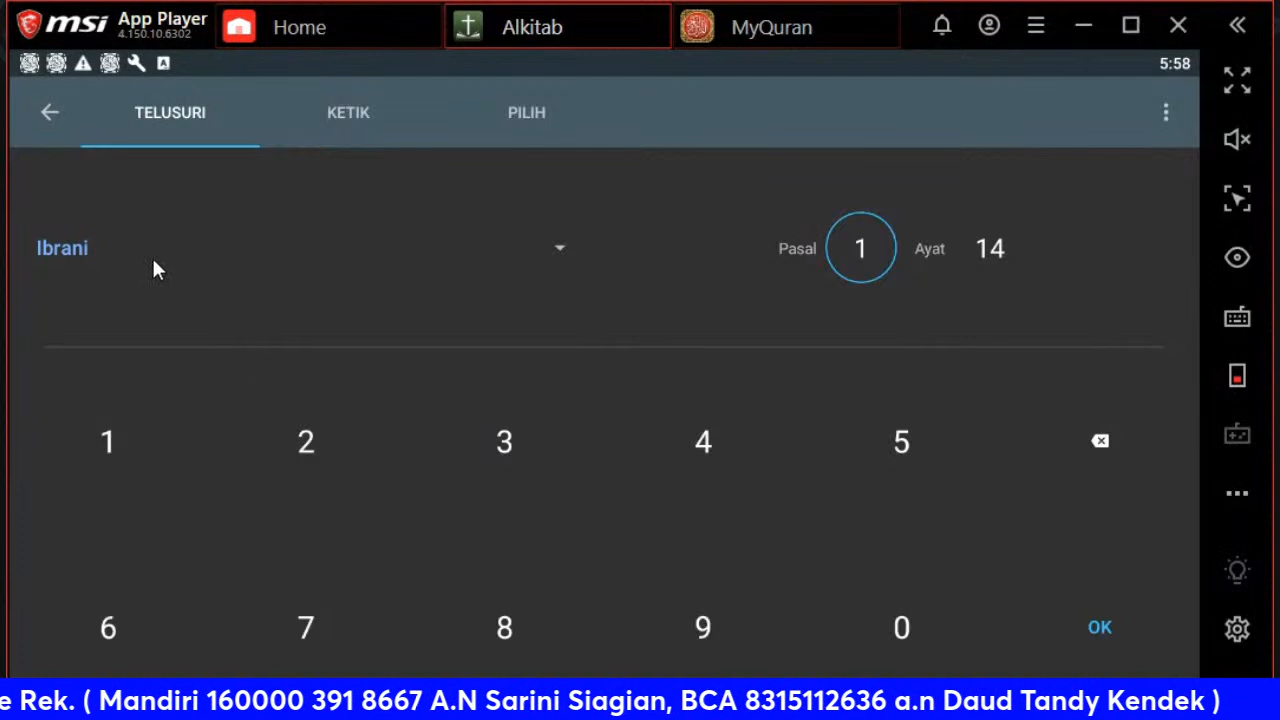 msi App Player
4.150.10.6302
Home
Alkitab
MyQuran
5:58
TELUSURI
KETIK
PILIH
Ibrani
Pasal 1 Ayat 14
1 2 3 4 5
6 7 8 9 0 OK
e Rek. ( Mandiri 160000 391 8667 A.N Sarini Siagian, BCA 8315112636 a.n Daud Tandy Kendek )